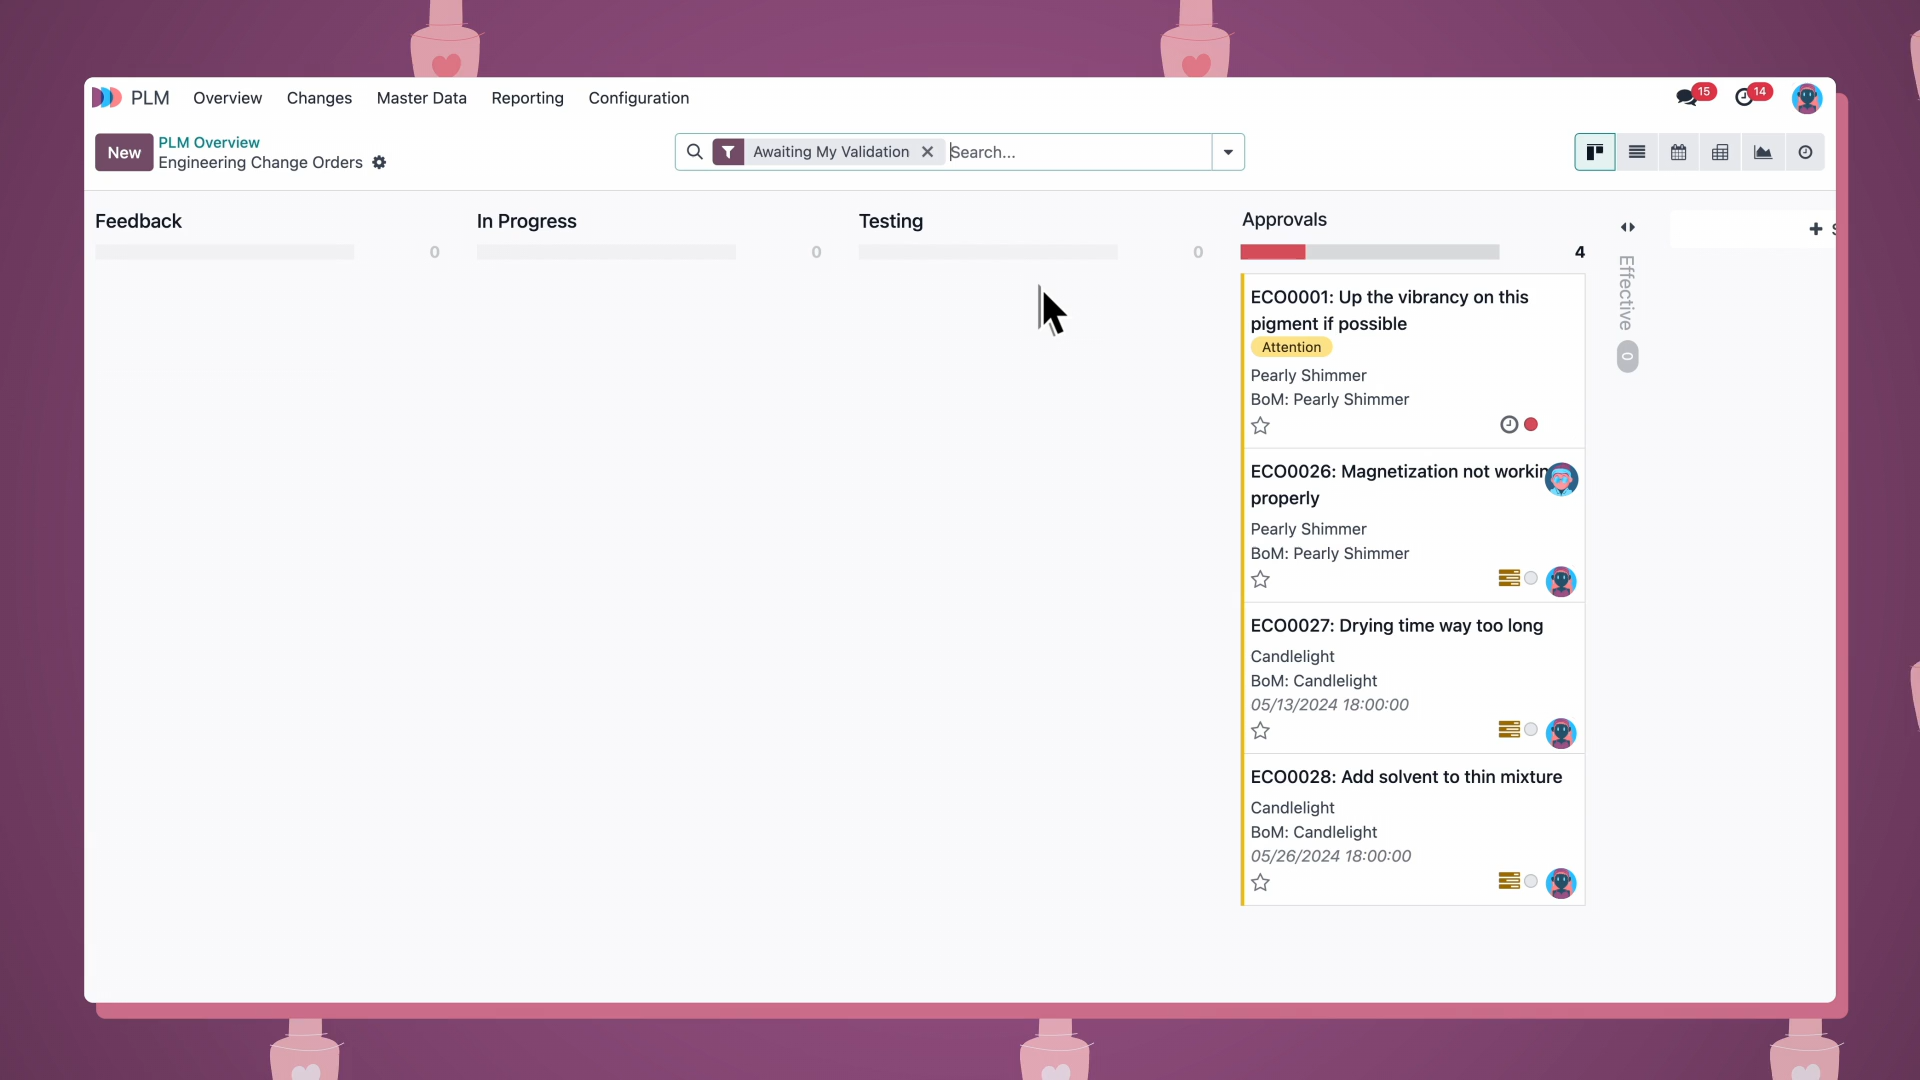 PLM Overview Changes Master Data Reporting Configuration 15 14
New PLM Overview
Engineering Change Orders
Awaiting My Validation Search...
Feedback 0
In Progress 0
Testing 0
Approvals 4
ECO0001: Up the vibrancy on this
pigment if possible
Attention
Pearly Shimmer
BoM: Pearly Shimmer
ECO0026: Magnetization not workin
properly
Pearly Shimmer
BoM: Pearly Shimmer
ECO0027: Drying time way too long
Candlelight
BoM: Candlelight
05/13/2024 18:00:00
ECO0028: Add solvent to thin mixture
Candlelight
BoM: Candlelight
05/26/2024 18:00:00
Effective 0